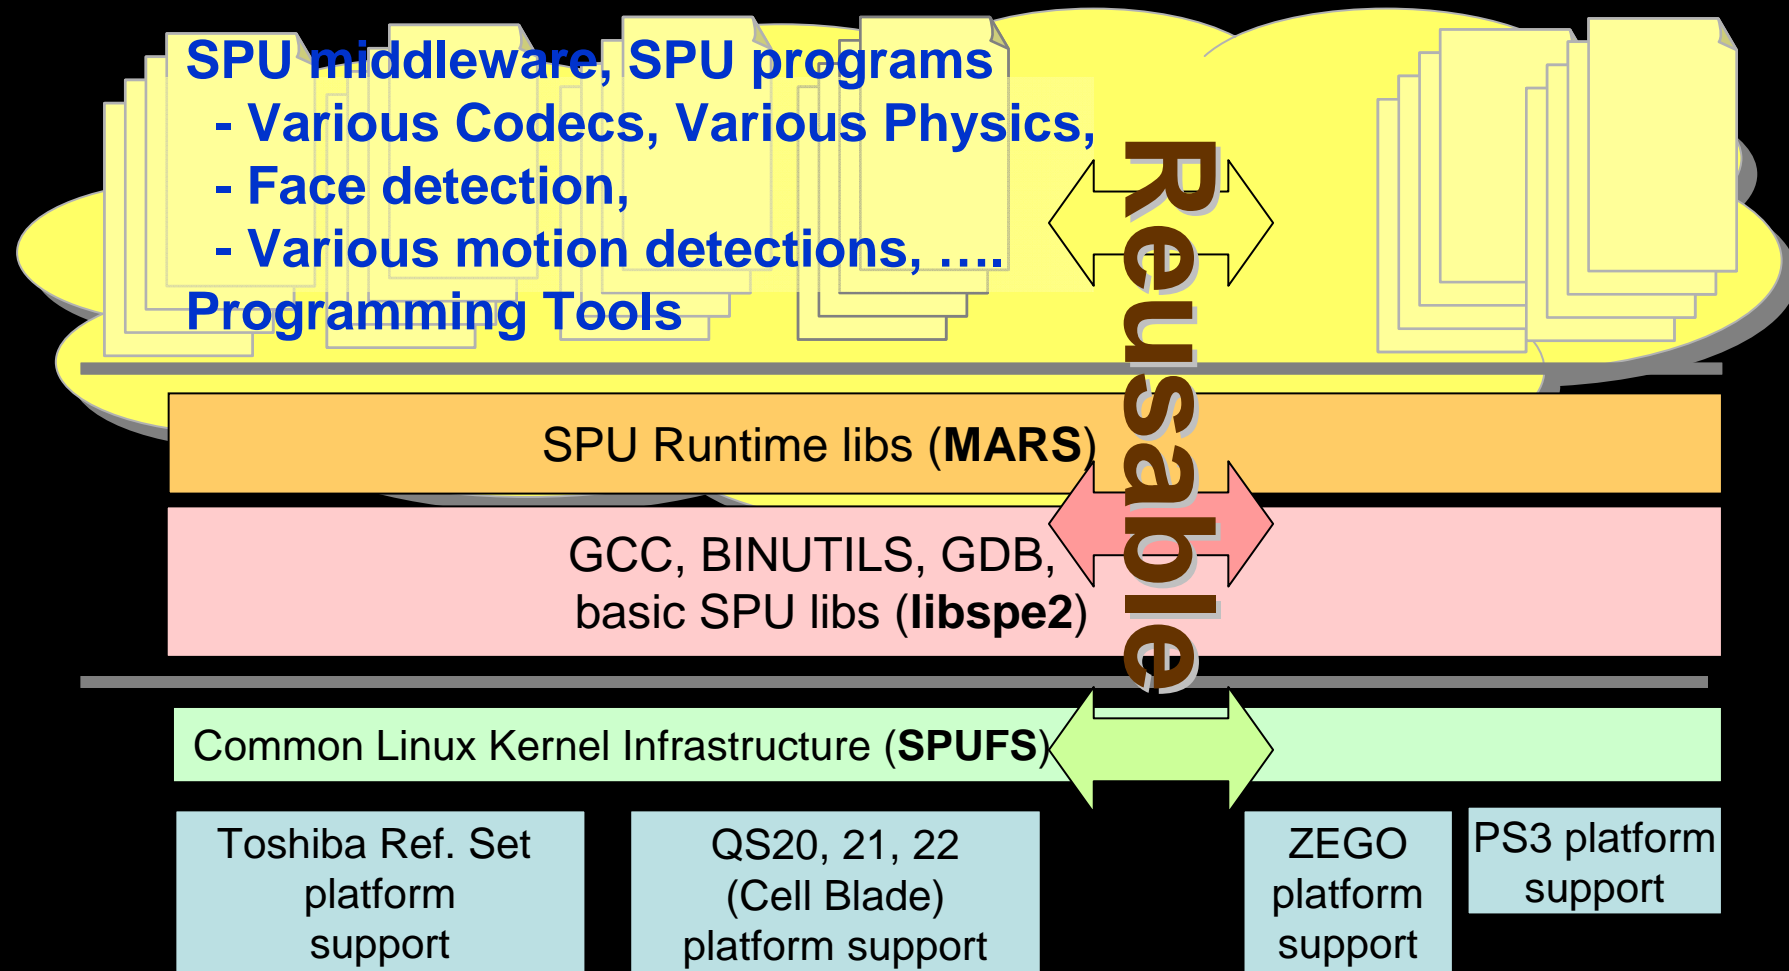 SPU middleware, SPU programs
- Various Codecs, Various Physics,
- Face detection,
- Various motion detections, ….
Programming Tools
Reusable
SPU Runtime libs (MARS)
GCC, BINUTILS, GDB,
basic SPU libs (libspe2)
Common Linux Kernel Infrastructure (SPUFS)
Toshiba Ref. Set
platform
support
QS20, 21, 22
(Cell Blade)
platform support
ZEGO
platform
support
PS3 platform
support